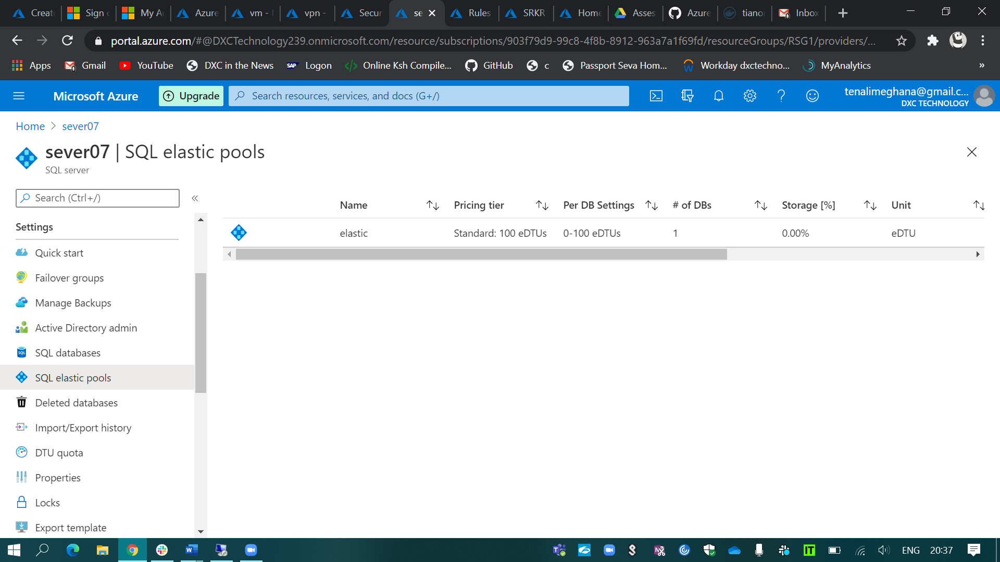 Create
Sign
My Ac
Azure
vm -
vpn -
Secur
se
Rules
SRKR
Home
Asses
Azure
tianor
Inbox
portal.azure.com/#@DXCTechnology239.onmicrosoft.com/resource/subscriptions/903f79d9-99c8-4f8b-8912-963a7a1f69fd/resourceGroups/RSG1/providers/...
Apps
Gmail
YouTube
DXC in the News
SAP
Logon
Online Ksh Compile...
GitHub
c
Passport Seva Hom...
Workday dxctechno...
MyAnalytics
»
Microsoft Azure
Upgrade
Search resources, services, and docs (G+/)
tenalimeghana@gmail.c...
DXC TECHNOLOGY
Home > sever07
sever07 | SQL elastic pools
SQL server
Search (Ctrl+/)
«
Name
Pricing tier
Per DB Settings
# of DBs
Storage [%]
Unit
elastic
Standard: 100 eDTUs
0-100 eDTUs
1
0.00%
eDTU
Settings
Quick start
Failover groups
Manage Backups
Active Directory admin
SQL databases
SQL elastic pools
Deleted databases
Import/Export history
DTU quota
Properties
Locks
Export template
ENG
20:37